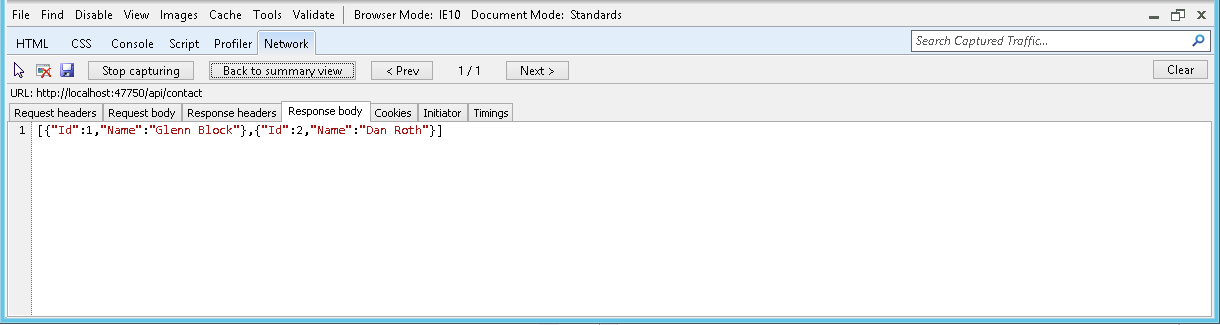 File Find Disable View Images Cache Tools Validate Browser Mode: IE10 Document Mode: Standards
HTML CSS Console Script Profiler Network Search Captured Traffic...
Stop capturing Back to summary view < Prev 1 / 1 Next > Clear
URL: http://localhost:47750/api/contact
Request headers Request body Response headers Response body Cookies Initiator Timings
1 [{"Id":1,"Name":"Glenn Block"},{"Id":2,"Name":"Dan Roth"}]